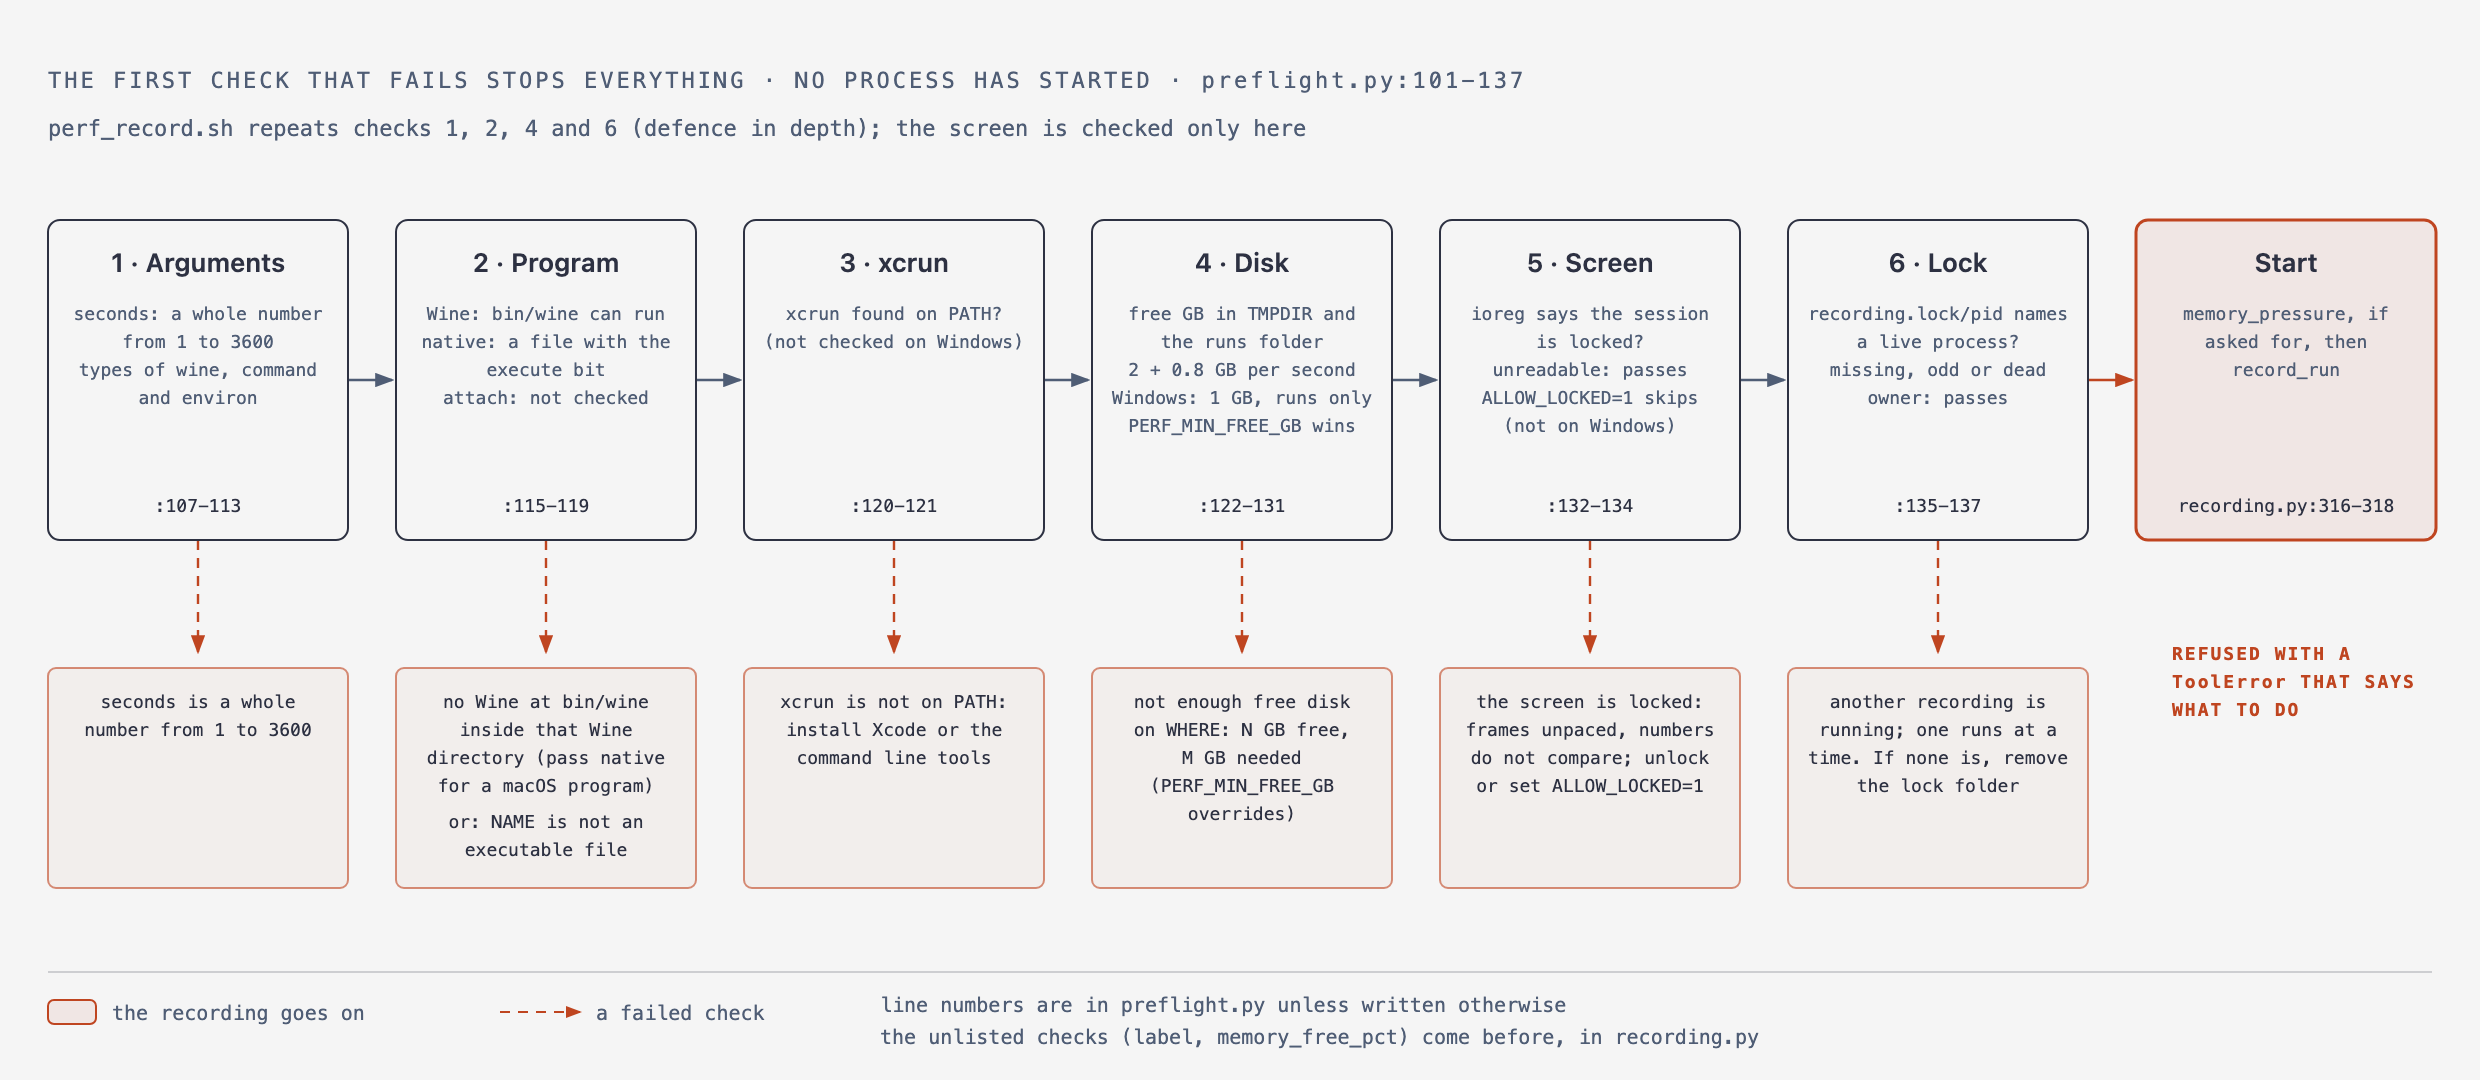 THE FIRST CHECK THAT FAILS STOPS EVERYTHING · NO PROCESS HAS STARTED · preflight.py:101–137
perf_record.sh repeats checks 1, 2, 4 and 6 (defence in depth); the screen is checked only here
1 · Arguments
seconds: a whole number
from 1 to 3600
types of wine, command
and environ
:107–113
2 · Program
Wine: bin/wine can run
native: a file with the
execute bit
attach: not checked
:115–119
3 · xcrun
xcrun found on PATH?
(not checked on Windows)
:120–121
4 · Disk
free GB in TMPDIR and
the runs folder
2 + 0.8 GB per second
Windows: 1 GB, runs only
PERF_MIN_FREE_GB wins
:122–131
5 · Screen
ioreg says the session
is locked?
unreadable: passes
ALLOW_LOCKED=1 skips
(not on Windows)
:132–134
6 · Lock
recording.lock/pid names
a live process?
missing, odd or dead
owner: passes
:135–137
Start
memory_pressure, if
asked for, then
record_run
recording.py:316–318
seconds is a whole
number from 1 to 3600
no Wine at bin/wine
inside that Wine
directory (pass native
for a macOS program)
or: NAME is not an
executable file
xcrun is not on PATH:
install Xcode or the
command line tools
not enough free disk
on WHERE: N GB free,
M GB needed
(PERF_MIN_FREE_GB
overrides)
the screen is locked:
frames unpaced, numbers
do not compare; unlock
or set ALLOW_LOCKED=1
another recording is
running; one runs at a
time. If none is, remove
the lock folder
REFUSED WITH A
ToolError THAT SAYS
WHAT TO DO
the recording goes on
a failed check
line numbers are in preflight.py unless written otherwise
the unlisted checks (label, memory_free_pct) come before, in recording.py